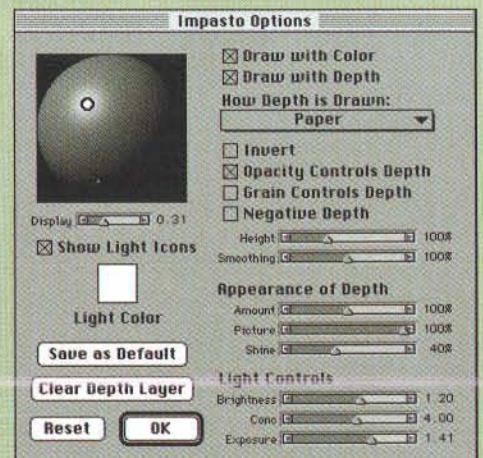 Impasto Options
Display 0.31
Show Light Icons
Light Color
Save as Default
Clear Depth Layer
Reset OK
Draw with Color
Draw with Depth
How Depth is Drawn:
Paper
Invert
Opacity Controls Depth
Grain Controls Depth
Negative Depth
Height 100%
Smoothing 100%
Appearance of Depth
Amount 100%
Picture 100%
Shine 40%
Light Controls
Brightness 1.20
Conc 4.00
Exposure 1.41